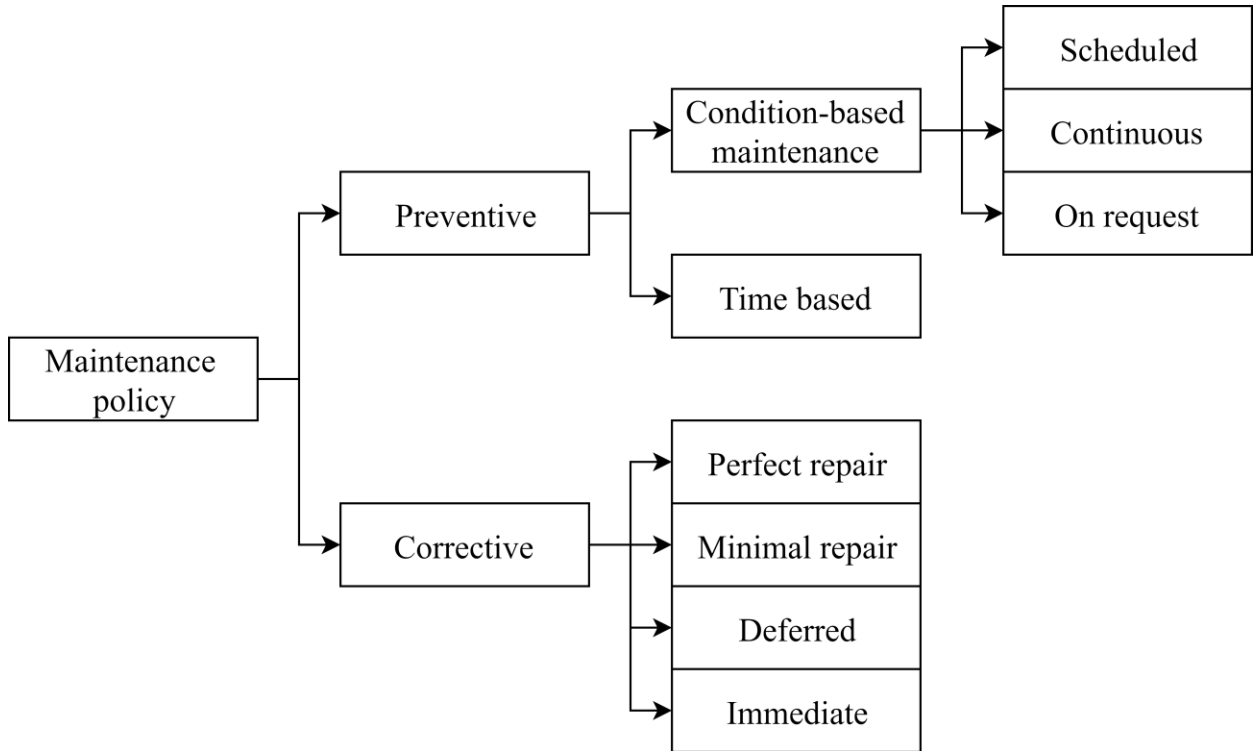 Maintenance
policy
Preventive
Corrective
Condition-based
maintenance
Time based
Perfect repair
Minimal repair
Deferred
Immediate
Scheduled
Continuous
On request